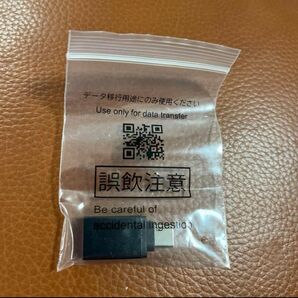 データ移行用途にのみ使用ください
Use only for data transfer
誤飲注意
Be careful of
accidental ingestion